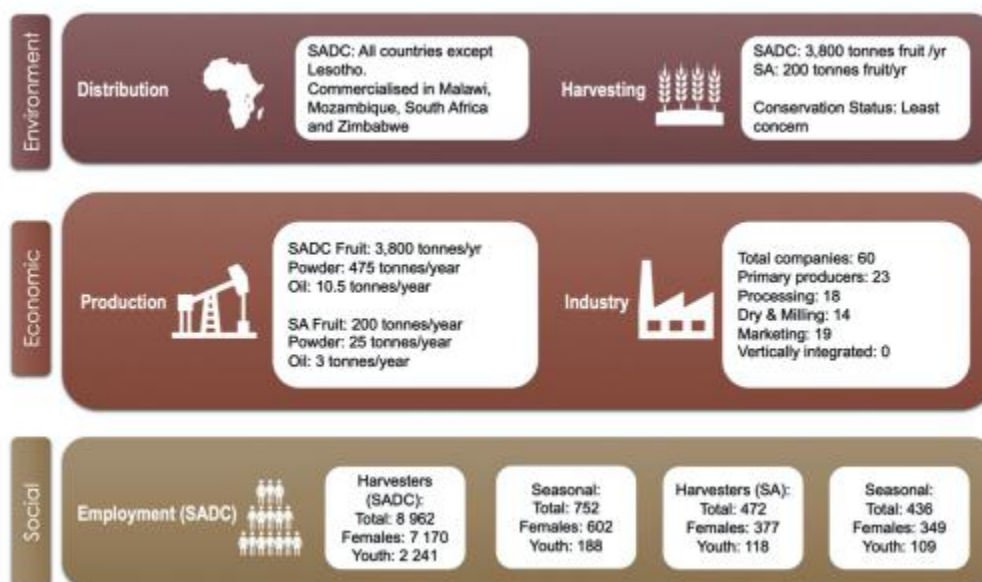 Environment
Distribution
SADC: All countries except
Lesotho.
Commercialised in Malawi,
Mozambique, South Africa
and Zimbabwe
Harvesting
SADC: 3,800 tonnes fruit /yr
SA: 200 tonnes fruit/yr
Conservation Status: Least
concern
Economic
Production
SADC Fruit: 3,800 tonnes/yr
Powder: 475 tonnes/year
Oil: 10.5 tonnes/year
SA Fruit: 200 tonnes/year
Powder: 25 tonnes/year
Oil: 3 tonnes/year
Industry
Total companies: 60
Primary producers: 23
Processing: 18
Dry & Milling: 14
Marketing: 19
Vertically integrated: 0
Social
Employment (SADC)
Harvesters
(SADC):
Total: 8 962
Females: 7 170
Youth: 2 241
Seasonal:
Total: 752
Females: 602
Youth: 188
Harvesters (SA):
Total: 472
Females: 377
Youth: 118
Seasonal:
Total: 436
Females: 349
Youth: 109